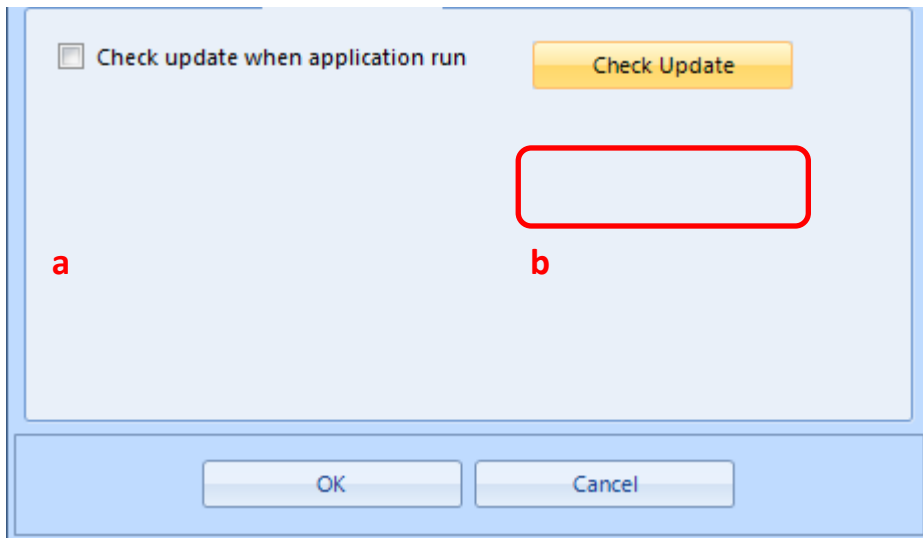 Check update when application run
Check Update
a
b
OK
Cancel